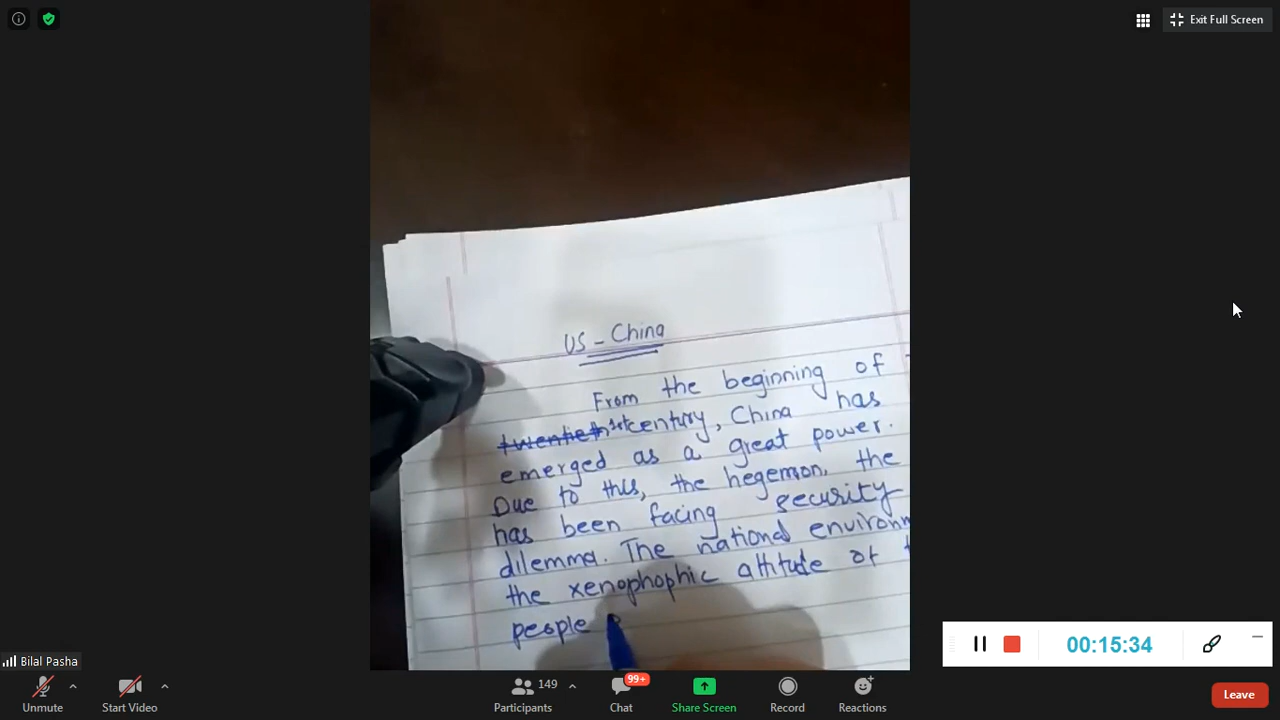 Exit Full Screen
US - China
From the beginning of
twentieth st century, China has
emerged as a great power.
Due to this, the hegemon, the
has been facing security
dilemma. The national environm
the xenophophic attitude of t
people
Bilal Pasha
00:15:34
149
99+
Unmute
Start Video
Participants
Chat
Share Screen
Record
Reactions
Leave